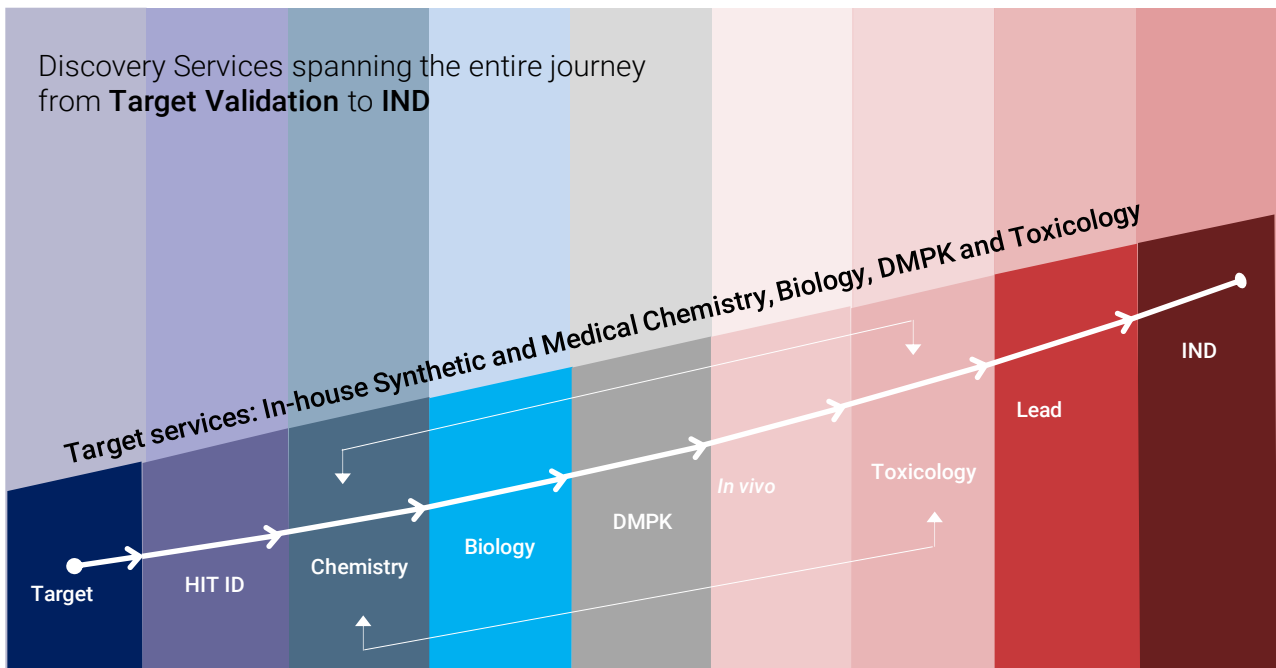 Discovery Services spanning the entire journey
from Target Validation to IND
Target services: In-house Synthetic and Medical Chemistry, Biology, DMPK and Toxicology
Target
HIT ID
Chemistry
Biology
DMPK
In vivo
Toxicology
Lead
IND